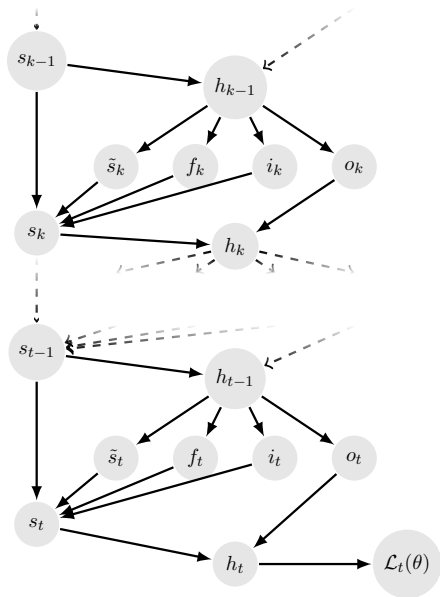 s_{k−1}
h_{k−1}
s̃_k f_k i_k o_k
s_k
h_k
s_{t−1}
h_{t−1}
s̃_t f_t i_t o_t
s_t
h_t ℒ_t(θ)